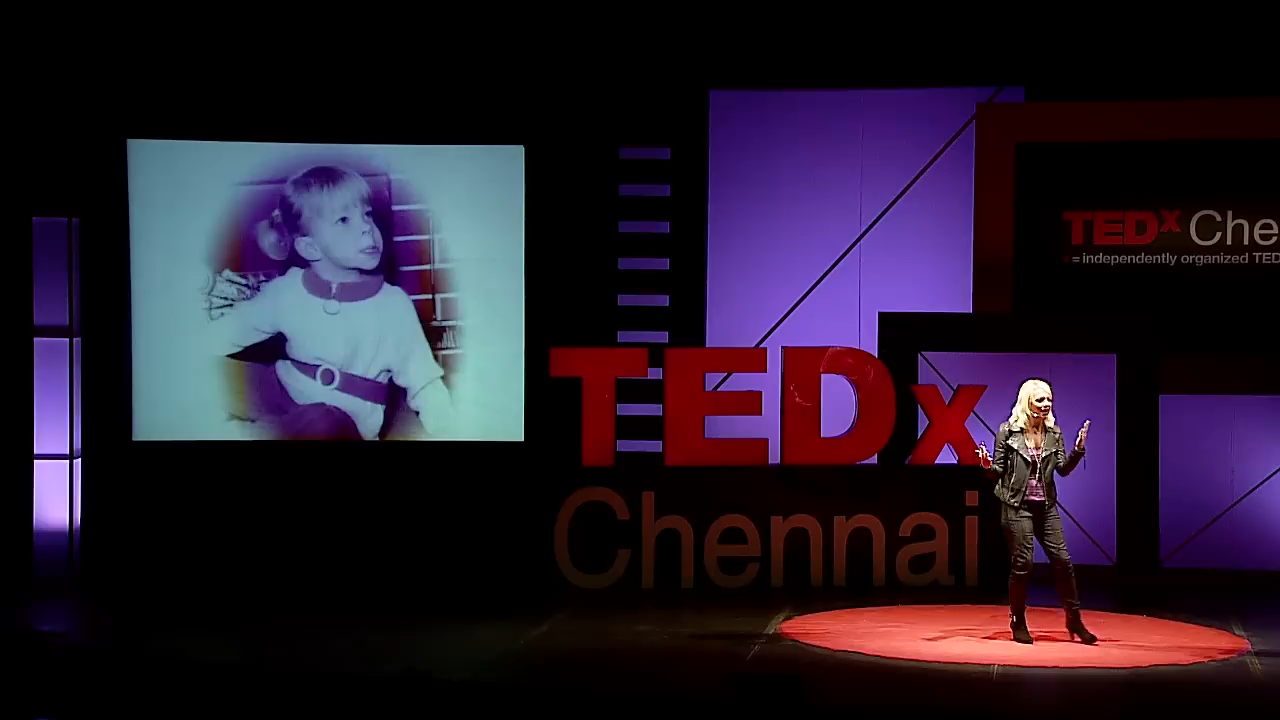 TEDx
Chennai
TEDx Che
x = independently organized TED